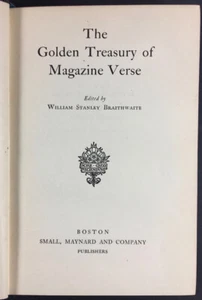 The
Golden Treasury of
Magazine Verse
Edited by
WILLIAM STANLEY BRAITHWAITE
BOSTON
SMALL, MAYNARD AND COMPANY
PUBLISHERS